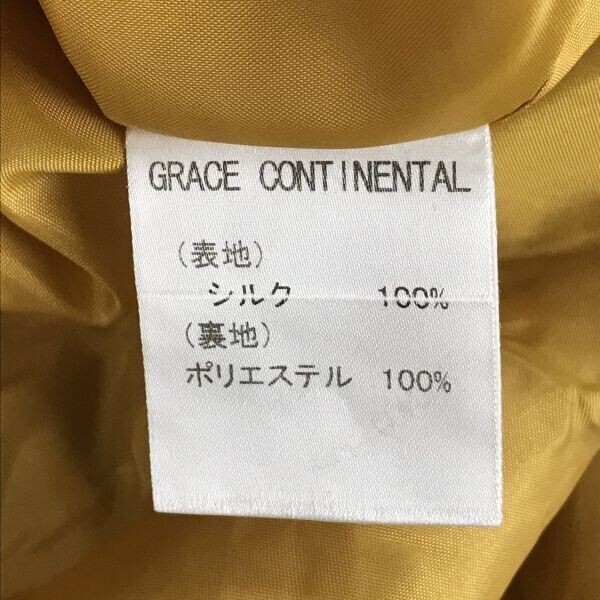 GRACE CONTINENTAL
(表地)
シルク 100%
(裏地)
ポリエステル 100%